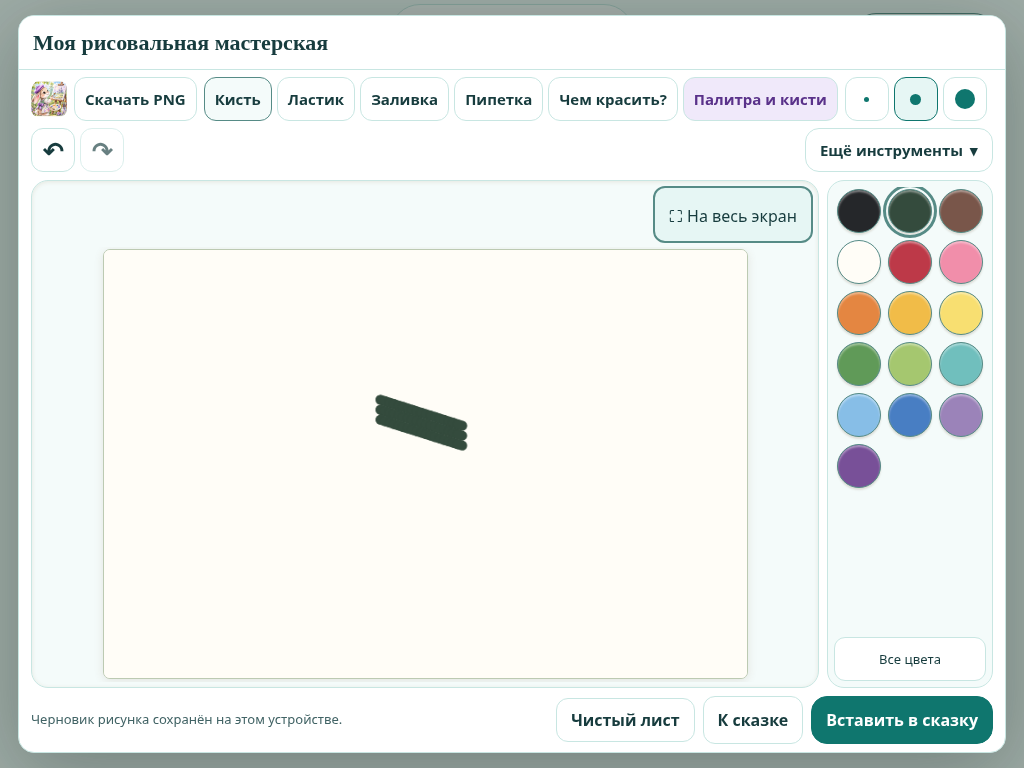 Моя рисовальная мастерская
Скачать PNG
Кисть
Ластик
Заливка
Пипетка
Чем красить?
Палитра и кисти
Ещё инструменты ▼
⛶ На весь экран
Все цвета
Черновик рисунка сохранён на этом устройстве.
Чистый лист
К сказке
Вставить в сказку